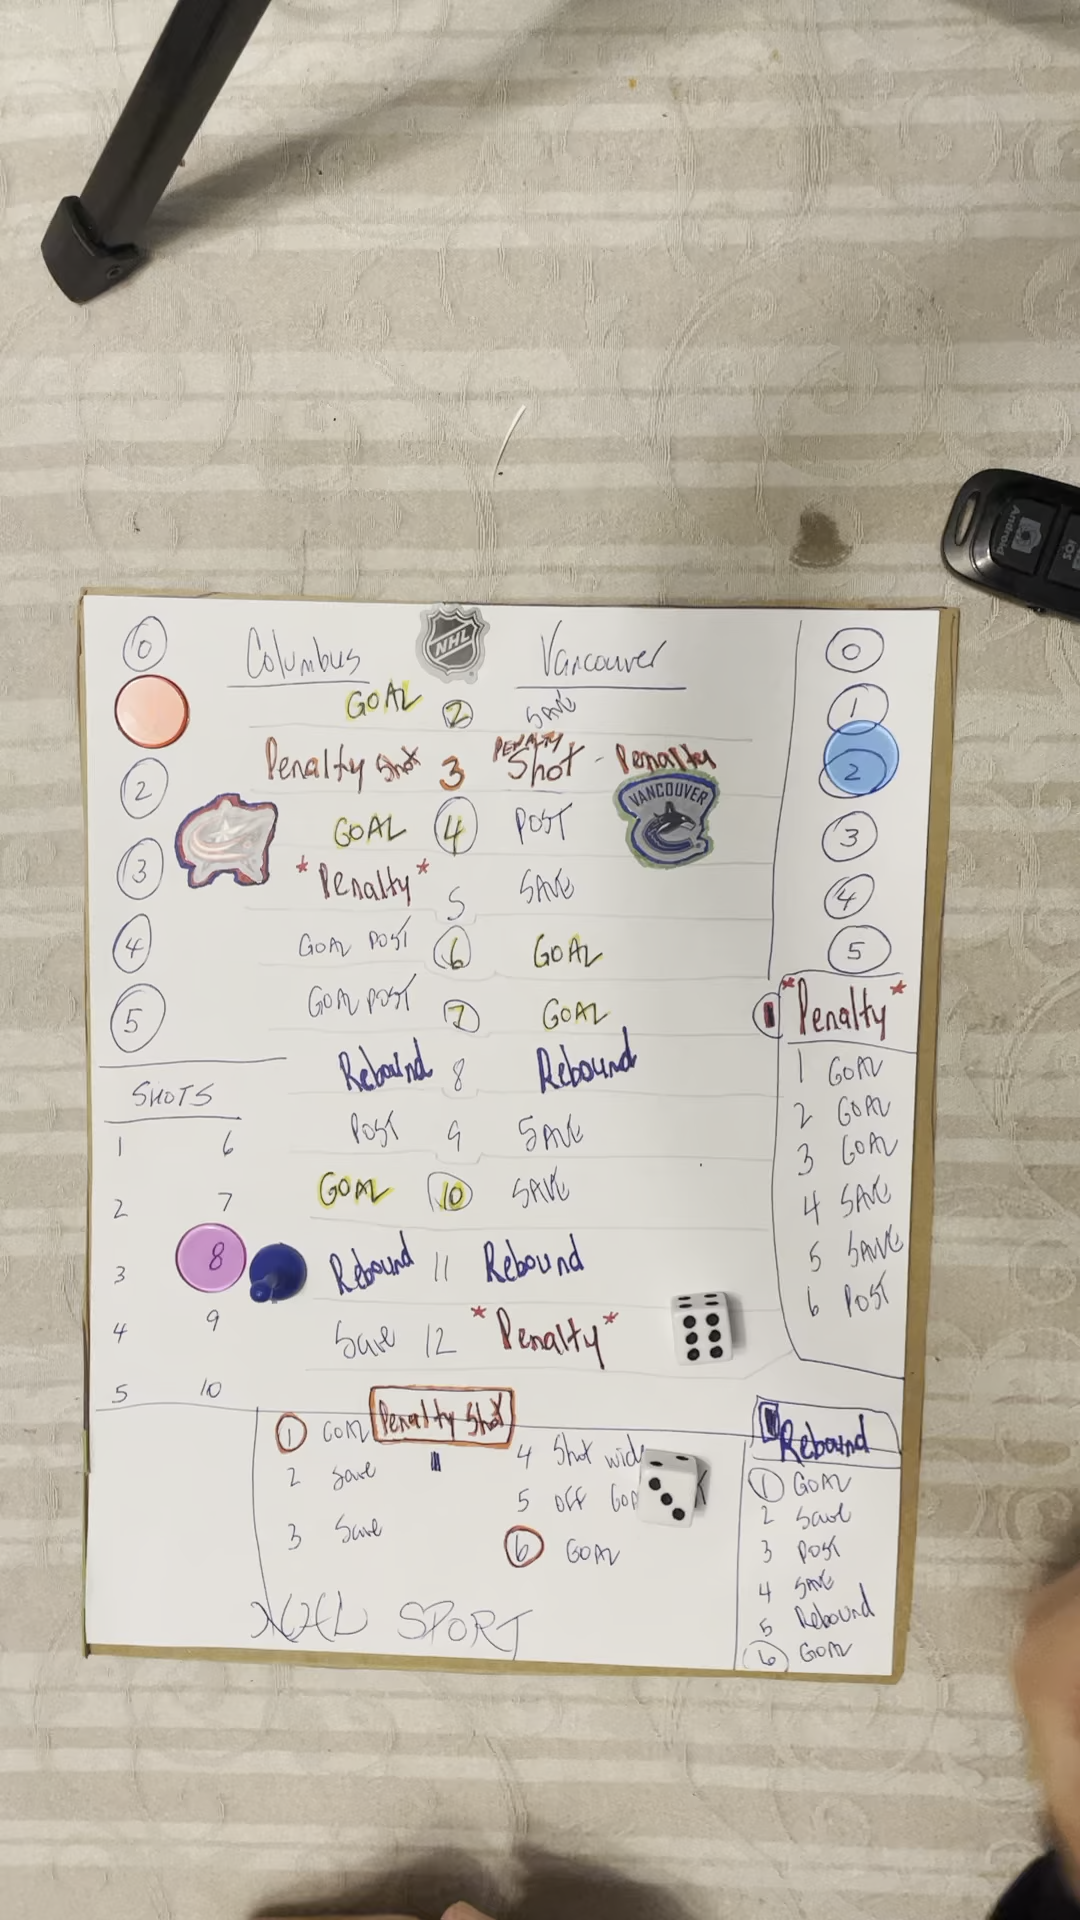 0 Columbus NHL Vancouver 0
GOAL 2 SAVE 1
Penalty Shot 3 PENALTY Shot - Penalty 2
2 GOAL 4 POST VANCOUVER 3
3 *Penalty* 5 SAVE 4
4 GOAL POST 6 GOAL 5
5 GOAL POST 7 GOAL
Rebound 8 Rebound
POST 9 SAVE
GOAL 10 SAVE
Rebound 11 Rebound
Save 12 *Penalty*
SHOTS
1 6
2 7
3 8
4 9
5 10
*Penalty*
1 GOAL
2 GOAL
3 GOAL
4 SAVE
5 SAVE
6 POST
Penalty Shot
1 GOAL
2 Save
3 Save
4 Shot wide
5 OFF
6 GOAL
Rebound
1 GOAL
2 Save
3 POST
4 SAVE
5 Rebound
6 GOAL
NHL SPORT
Android
iOS